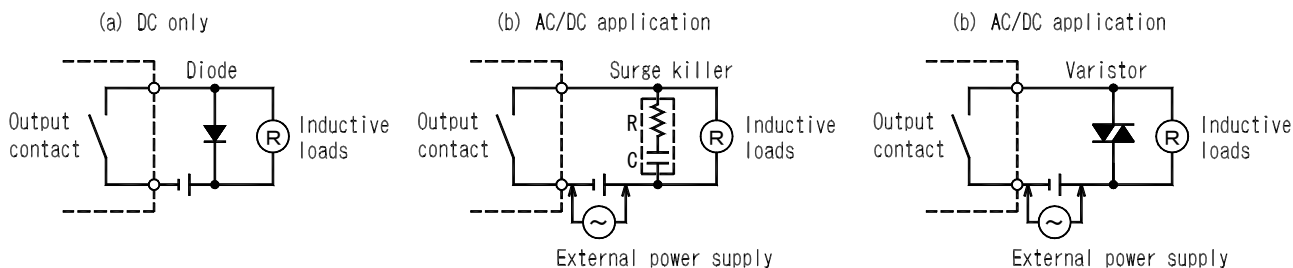 (a) DC only
Diode
Output
contact
R
Inductive
loads
(b) AC/DC application
Surge killer
Output
contact
R
C
R
Inductive
loads
External power supply
(b) AC/DC application
Varistor
Output
contact
R
Inductive
loads
External power supply